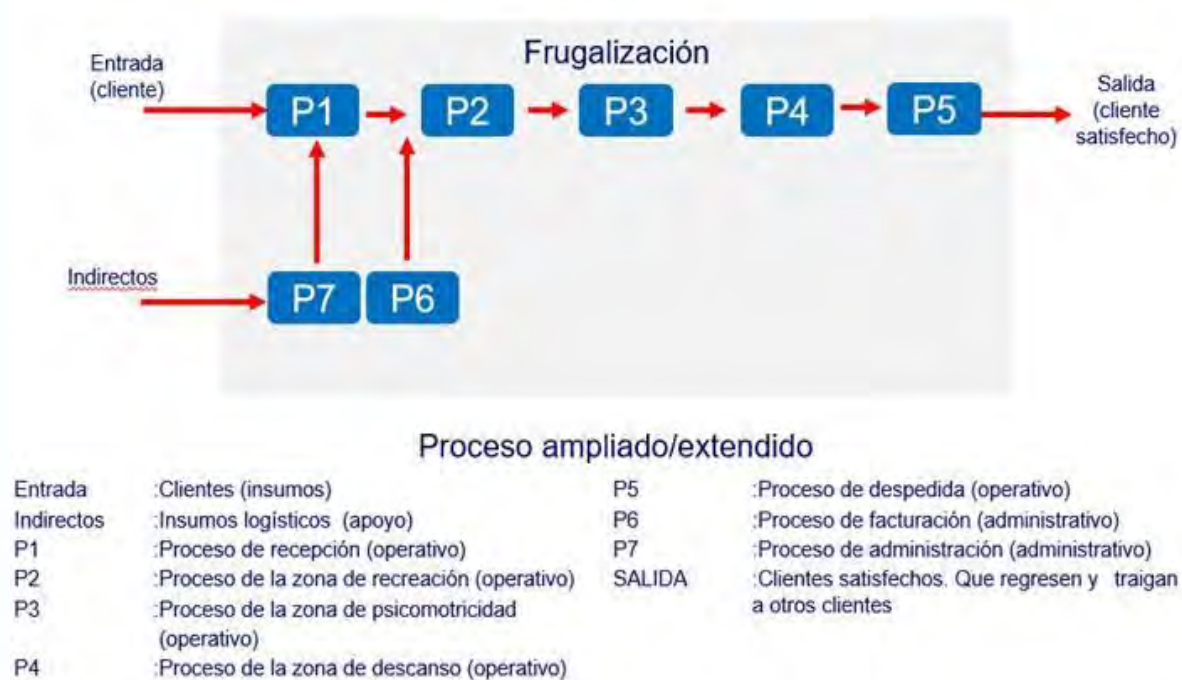 Frugalización
Entrada
(cliente)
P1
P2
P3
P4
P5
Salida
(cliente
satisfecho)
Indirectos
P7
P6
Proceso ampliado/extendido
Entrada :Clientes (insumos)
Indirectos :Insumos logísticos (apoyo)
P1 :Proceso de recepción (operativo)
P2 :Proceso de la zona de recreación (operativo)
P3 :Proceso de la zona de psicomotricidad
(operativo)
P4 :Proceso de la zona de descanso (operativo)
P5 :Proceso de despedida (operativo)
P6 :Proceso de facturación (administrativo)
P7 :Proceso de administración (administrativo)
SALIDA :Clientes satisfechos. Que regresen y traigan
a otros clientes